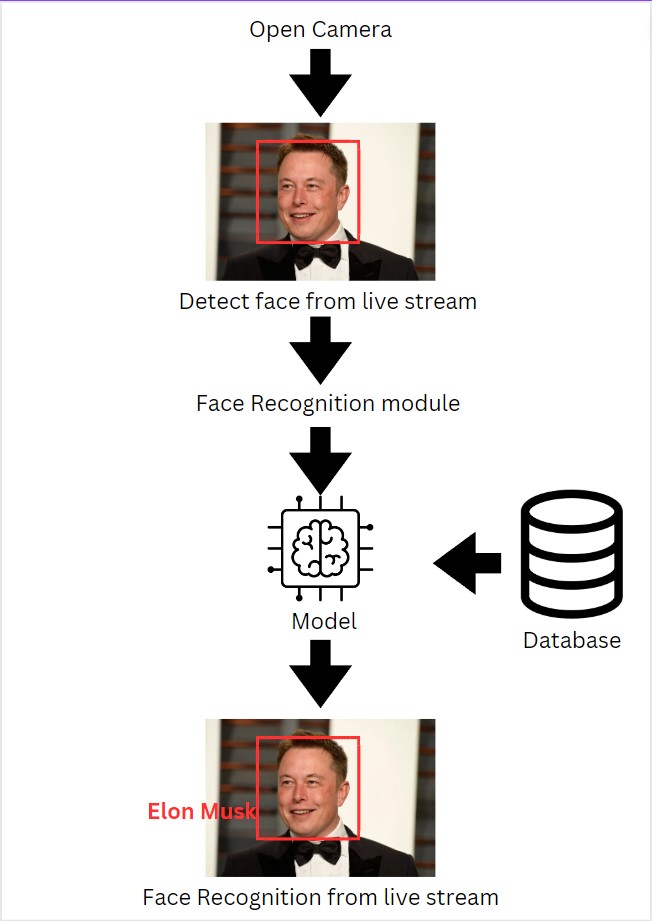 Open Camera
Detect face from live stream
Face Recognition module
Model
Database
Elon Musk
Face Recognition from live stream